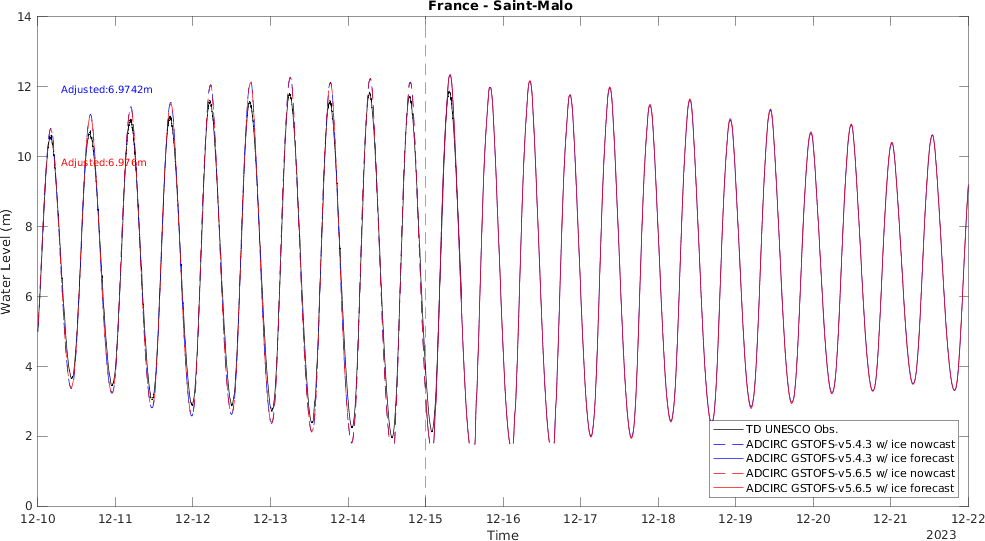 France - Saint-Malo
14
12
10
8
6
4
2
0
Water Level (m)
Adjusted:6.9742m
Adjusted:6.976m
TD UNESCO Obs.
ADCIRC GSTOFS-v5.4.3 w/ ice nowcast
ADCIRC GSTOFS-v5.4.3 w/ ice forecast
ADCIRC GSTOFS-v5.6.5 w/ ice nowcast
ADCIRC GSTOFS-v5.6.5 w/ ice forecast
12-10 12-11 12-12 12-13 12-14 12-15 12-16 12-17 12-18 12-19 12-20 12-21 12-22
Time
2023